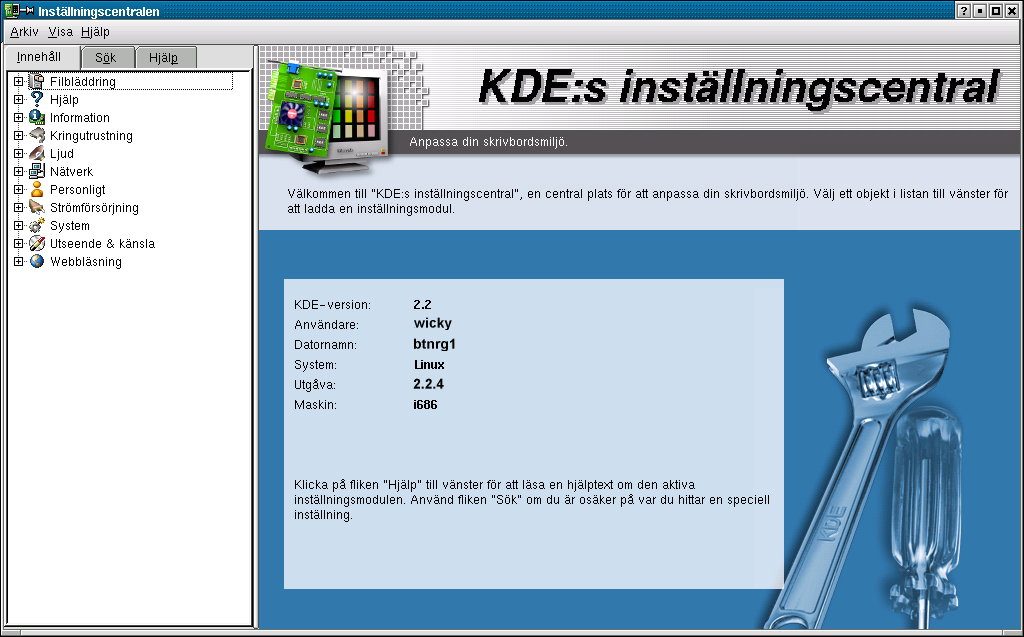 Inställningscentralen
Arkiv Visa Hjälp
Innehåll Sök Hjälp
Filbläddring
Hjälp
Information
Kringutrustning
Ljud
Nätverk
Personligt
Strömförsörjning
System
Utseende & känsla
Webbläsning
KDE:s inställningscentral
Anpassa din skrivbordsmiljö.
Välkommen till "KDE:s inställningscentral", en central plats för att anpassa din skrivbordsmiljö. Välj ett objekt i listan till vänster för
att ladda en inställningsmodul.
KDE-version: 2.2
Användare: wicky
Datornamn: btnrg1
System: Linux
Utgåva: 2.2.4
Maskin: i686
Klicka på fliken "Hjälp" till vänster för att läsa en hjälptext om den aktiva
inställningsmodulen. Använd fliken "Sök" om du är osäker på var du hittar en speciell
inställning.
KDE